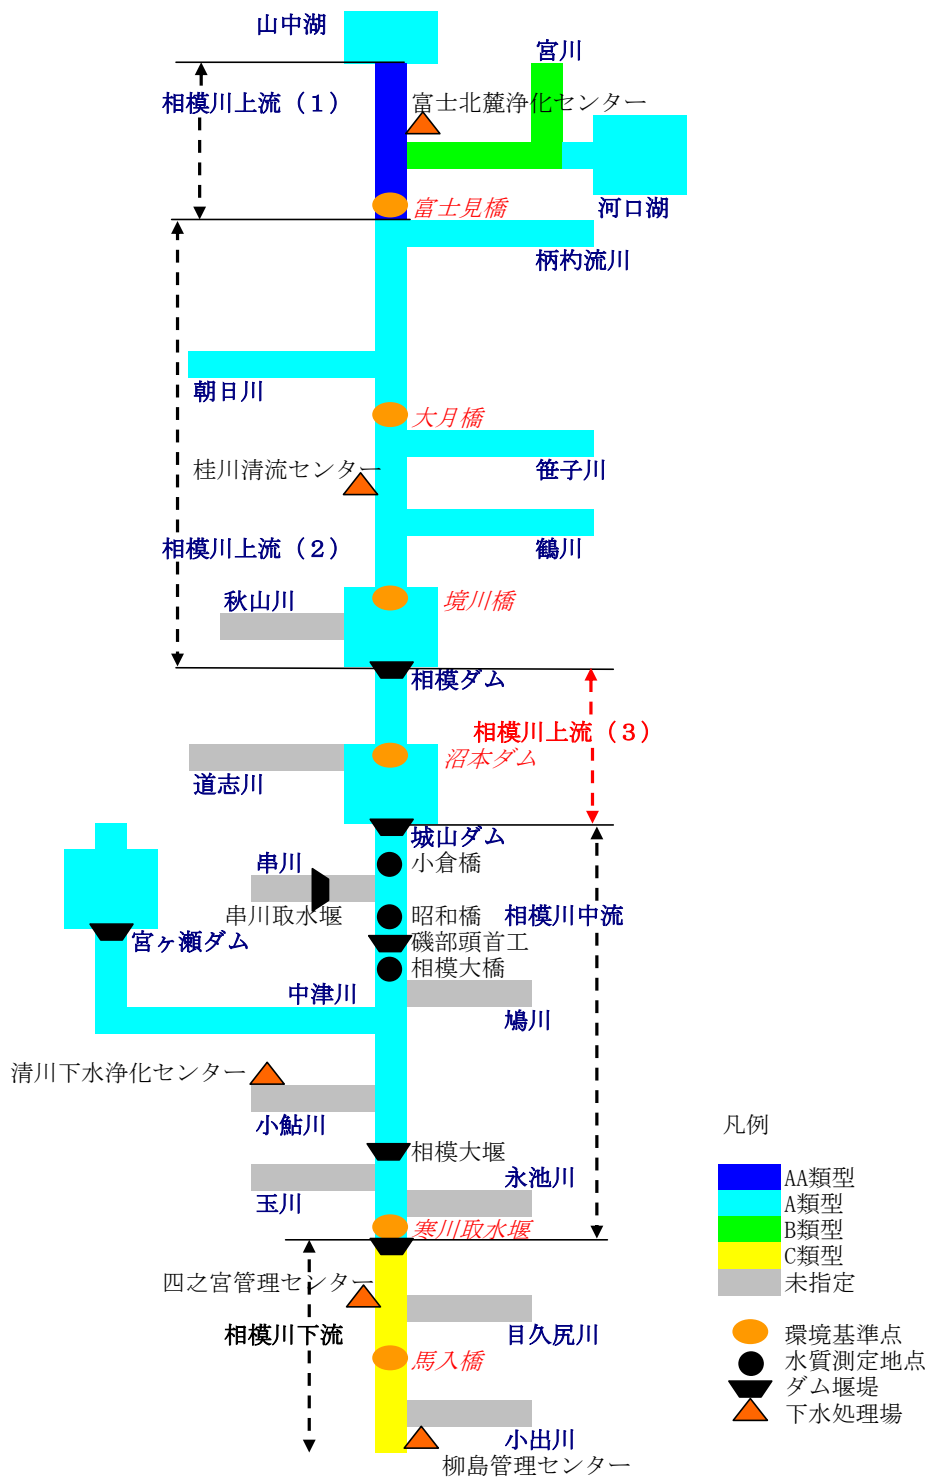 山中湖
宮川
相模川上流（１）
富士北麓浄化センター
富士見橋
河口湖
柄杓流川
朝日川
大月橋
桂川清流センター
笹子川
相模川上流（２）
鶴川
秋山川
境川橋
相模ダム
相模川上流（３）
沼本ダム
道志川
城山ダム
串川
小倉橋
串川取水堰
昭和橋
相模川中流
宮ヶ瀬ダム
磯部頭首工
相模大橋
中津川
鳩川
清川下水浄化センター
小鮎川
凡例
相模大堰
永池川
AA類型
玉川
A類型
寒川取水堰
B類型
C類型
四之宮管理センター
未指定
相模川下流
目久尻川
環境基準点
馬入橋
水質測定地点
ダム堰堤
小出川
下水処理場
柳島管理センター